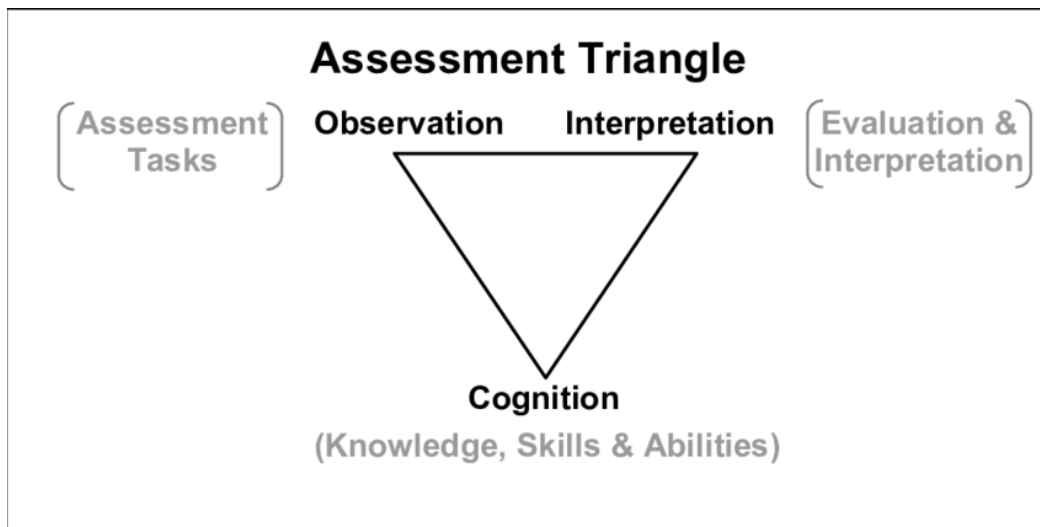 Assessment Triangle
(Assessment
Tasks)
Observation
Interpretation
(Evaluation &
Interpretation)
Cognition
(Knowledge, Skills & Abilities)